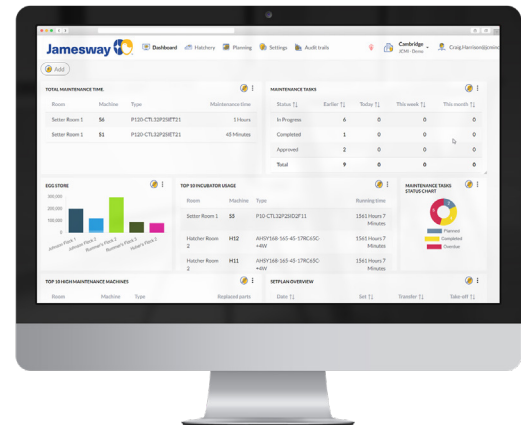 Jamesway
Dashboard Hatchery Planning Settings Audit trails
Cambridge
JEMI - Demo
Add
TOTAL MAINTENANCE TIME
Room Machine Type Maintenance time
Setter Room 1 S6 P120-CTL32P25IET21 1 Hours
Setter Room 1 S1 P120-CTL32P25IET21 45 Minutes
MAINTENANCE TASKS
Status Earlier Today This week This month
In Progress 6 0 0 0
Completed 1 0 0 0
Approved 2 0 0 0
Total 9 0 0 0
EGG STORE
300,000
200,000
100,000
0
TOP 10 INCUBATOR USAGE
Room Machine Type Running time
Setter Room 1 S5 1561 Hours 7
Minutes
Hatcher Room
2 H12 1561 Hours 7
Minutes
Hatcher Room
2 H11 1561 Hours 7
Minutes
MAINTENANCE TASKS
STATUS CHART
Planned
Completed
Overdue
TOP 10 HIGH MAINTENANCE MACHINES
Room Machine Type Replaced parts
SETPLAN OVERVIEW
Date Set Transfer Take-off